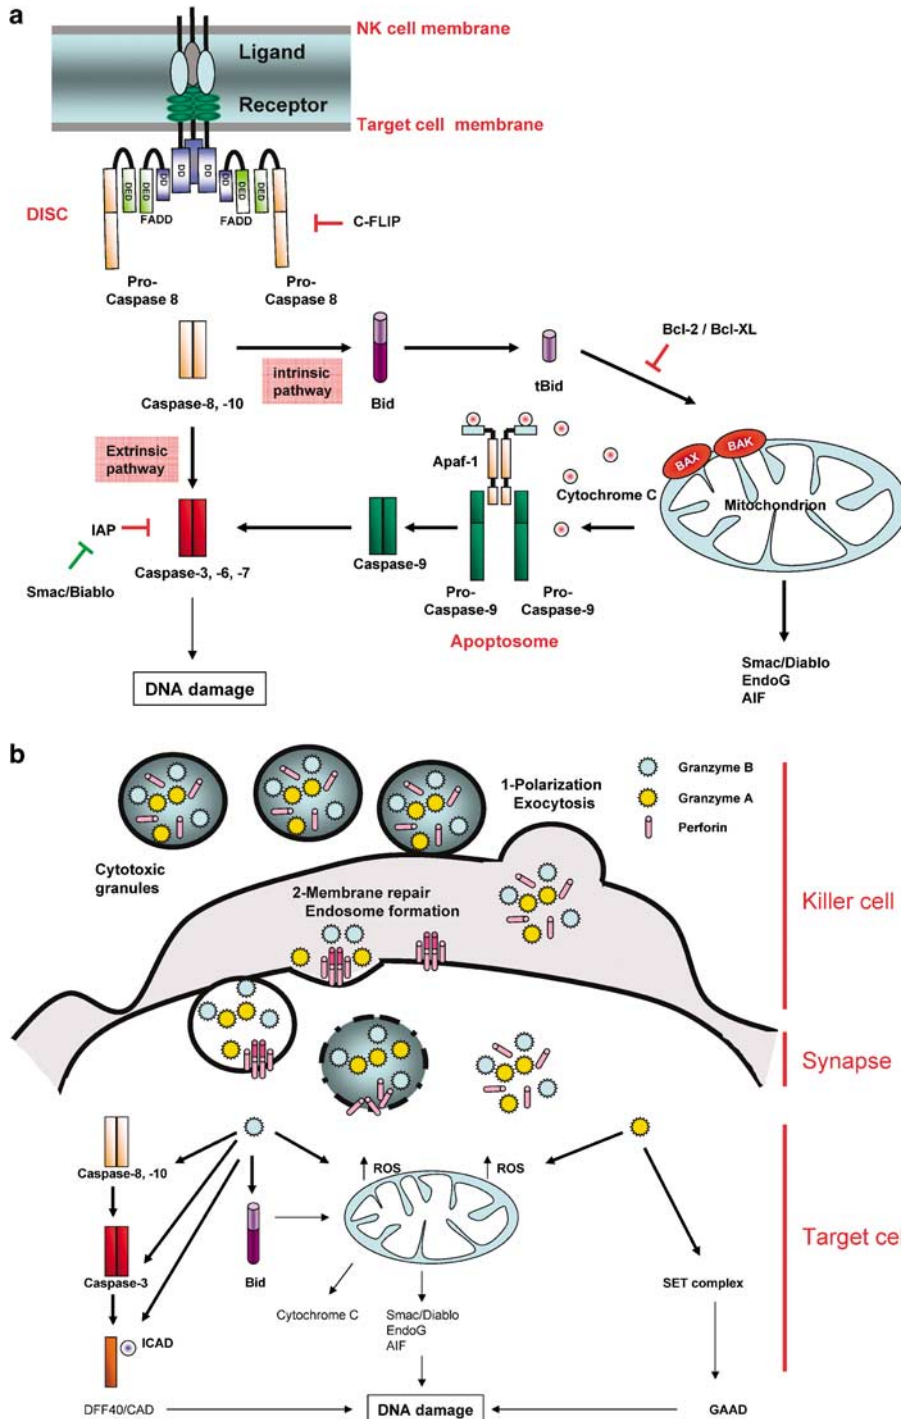 a
NK cell membrane
Ligand
Receptor
Target cell membrane
DD
DD
DED
DED
DD
DD
DED
DED
FADD
FADD
DISC
C-FLIP
Pro-
Caspase 8
Pro-
Caspase 8
Bcl-2 / Bcl-XL
intrinsic
pathway
tBid
Bid
Caspase-8, -10
Extrinsic
pathway
Apaf-1
BAX
BAK
Cytochrome C
Mitochondrion
IAP
Caspase-9
Caspase-3, -6, -7
Smac/Biablo
Pro-
Caspase-9
Pro-
Caspase-9
Apoptosome
Smac/Diablo
EndoG
AIF
DNA damage
b
1-Polarization
Exocytosis
Granzyme B
Granzyme A
Perforin
Cytotoxic
granules
2-Membrane repair
Endosome formation
Killer cell
Synapse
Caspase-8, -10
ROS
ROS
Target cel
Caspase-3
Bid
SET complex
Cytochrome C
Smac/Diablo
EndoG
AIF
ICAD
DFF40/CAD
DNA damage
GAAD